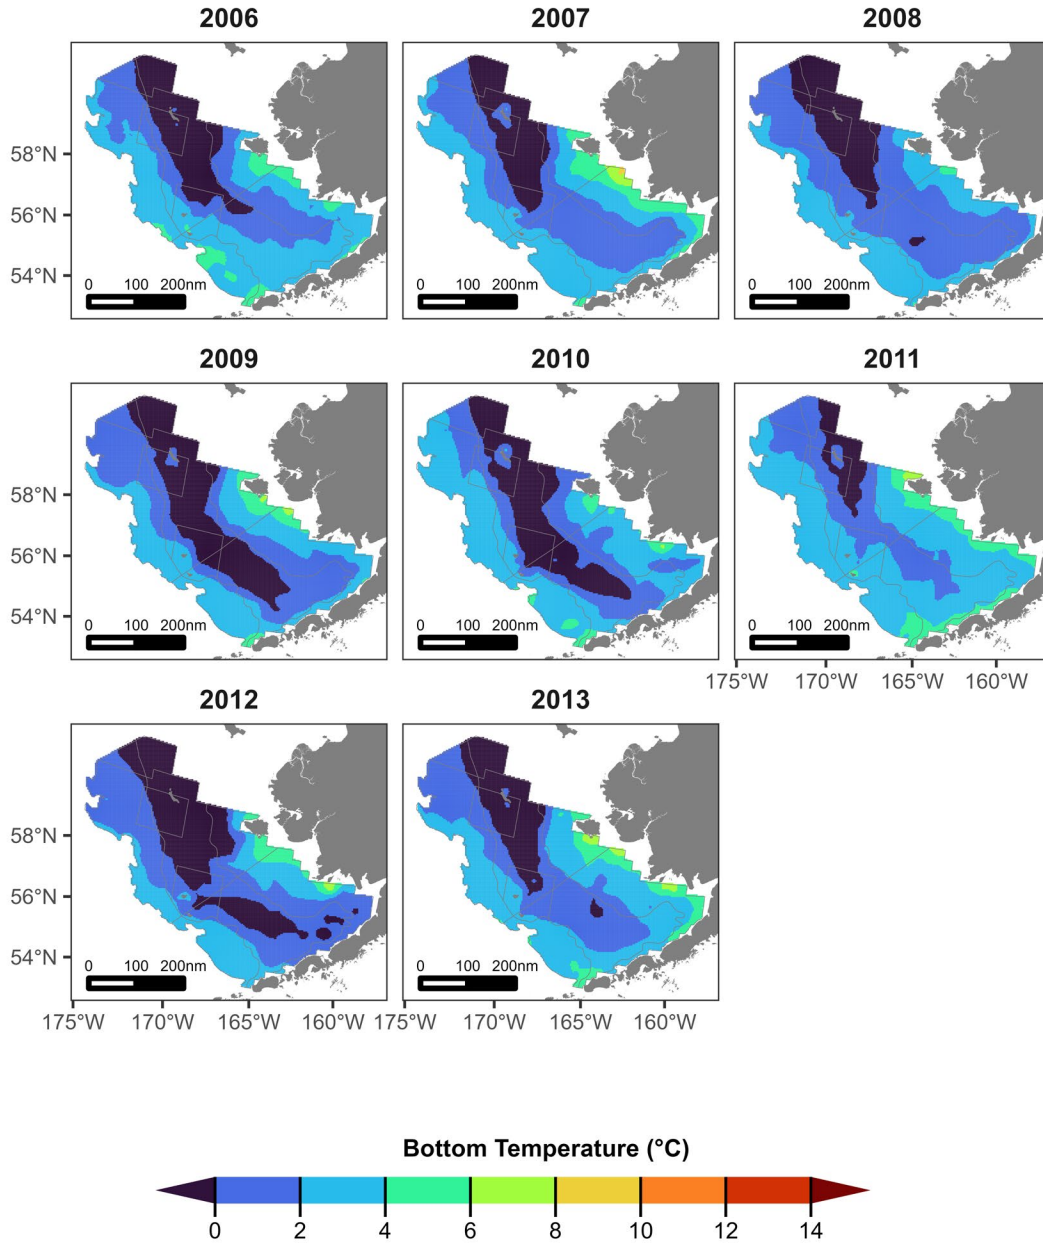 2006 2007 2008
58°N
56°N
54°N
0 100 200nm 0 100 200nm 0 100 200nm
2009 2010 2011
58°N
56°N
54°N
0 100 200nm 0 100 200nm 0 100 200nm
175°W 170°W 165°W 160°W
2012 2013
58°N
56°N
54°N
0 100 200nm 0 100 200nm
175°W 170°W 165°W 160°W 175°W 170°W 165°W 160°W
Bottom Temperature (°C)
0 2 4 6 8 10 12 14